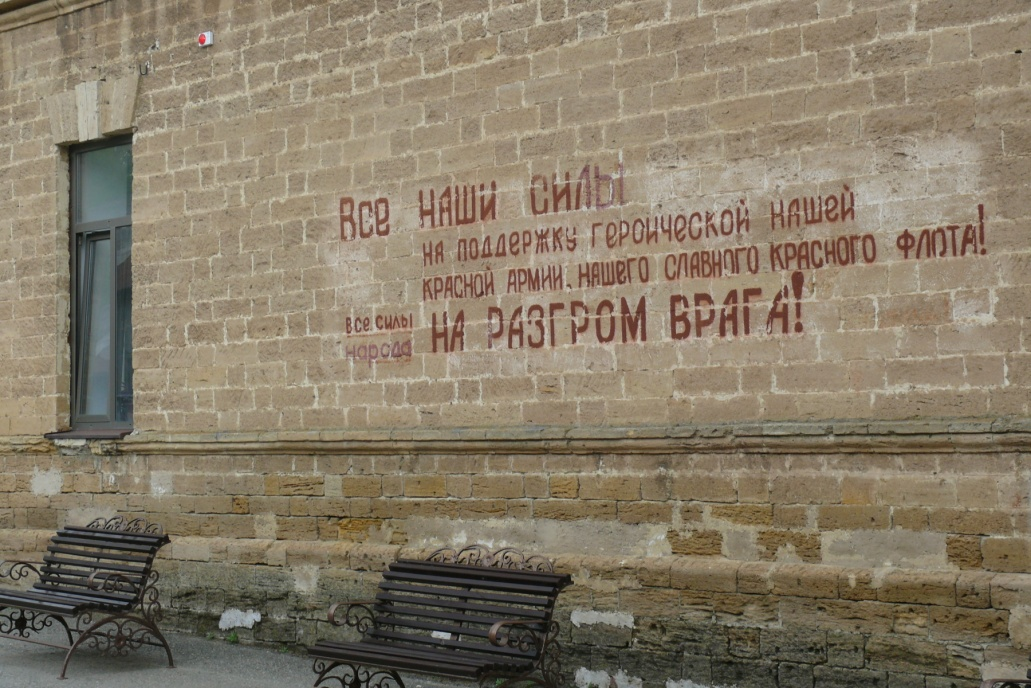 Все наши силы
на поддержку героической нашей
красной армии, нашего славного красного флота!
Все силы
народа
на разгром врага!